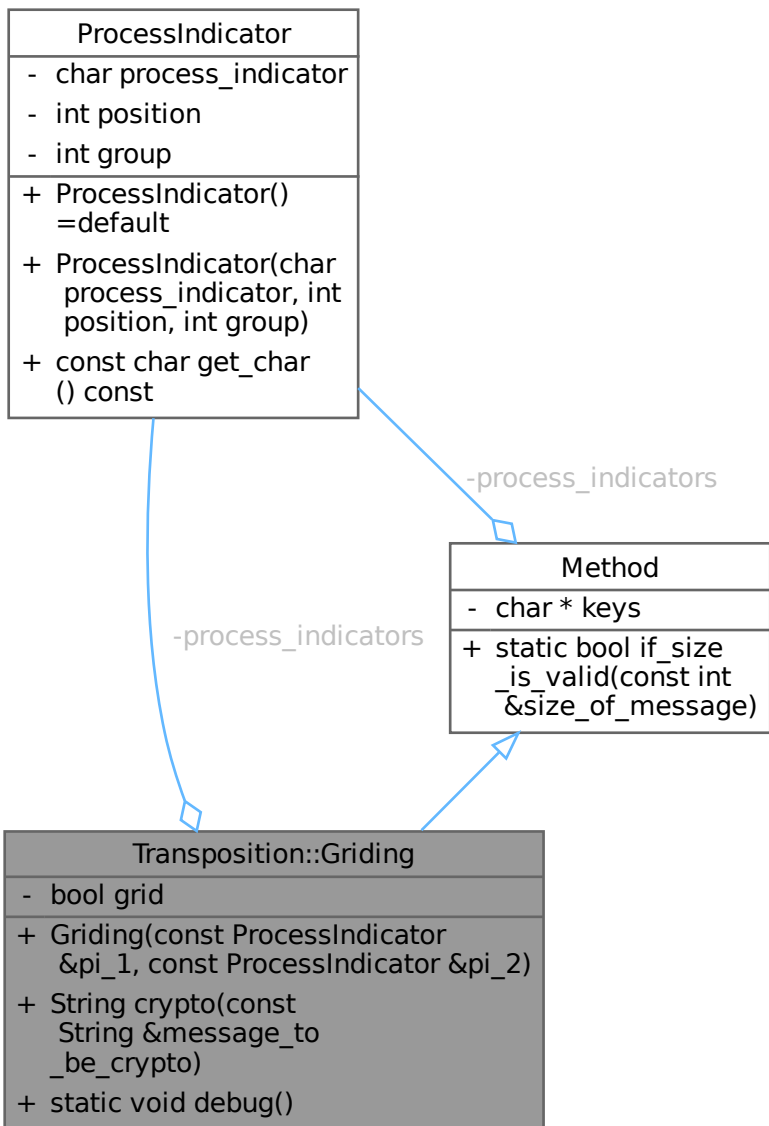 ProcessIndicator
- char process_indicator
- int position
- int group
+ ProcessIndicator()
=default
+ ProcessIndicator(char
process_indicator, int
position, int group)
+ const char get_char
() const
-process_indicators
Method
- char * keys
+ static bool if_size
_is_valid(const int
&size_of_message)
-process_indicators
Transposition::Griding
- bool grid
+ Griding(const ProcessIndicator
&pi_1, const ProcessIndicator &pi_2)
+ String crypto(const
String &message_to
_be_crypto)
+ static void debug()